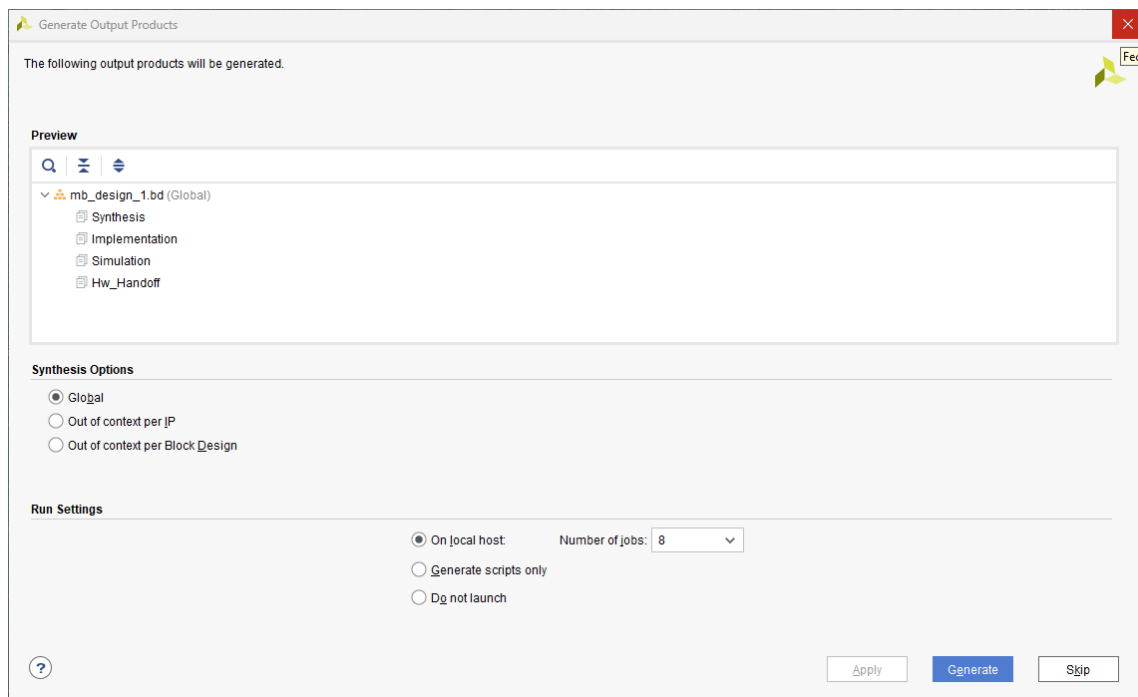 Generate Output Products
The following output products will be generated.
Preview
mb_design_1.bd (Global)
Synthesis
Implementation
Simulation
Hw_Handoff
Synthesis Options
Global
Out of context per IP
Out of context per Block Design
Run Settings
On local host: Number of jobs: 8
Generate scripts only
Do not launch
? Apply Generate Skip